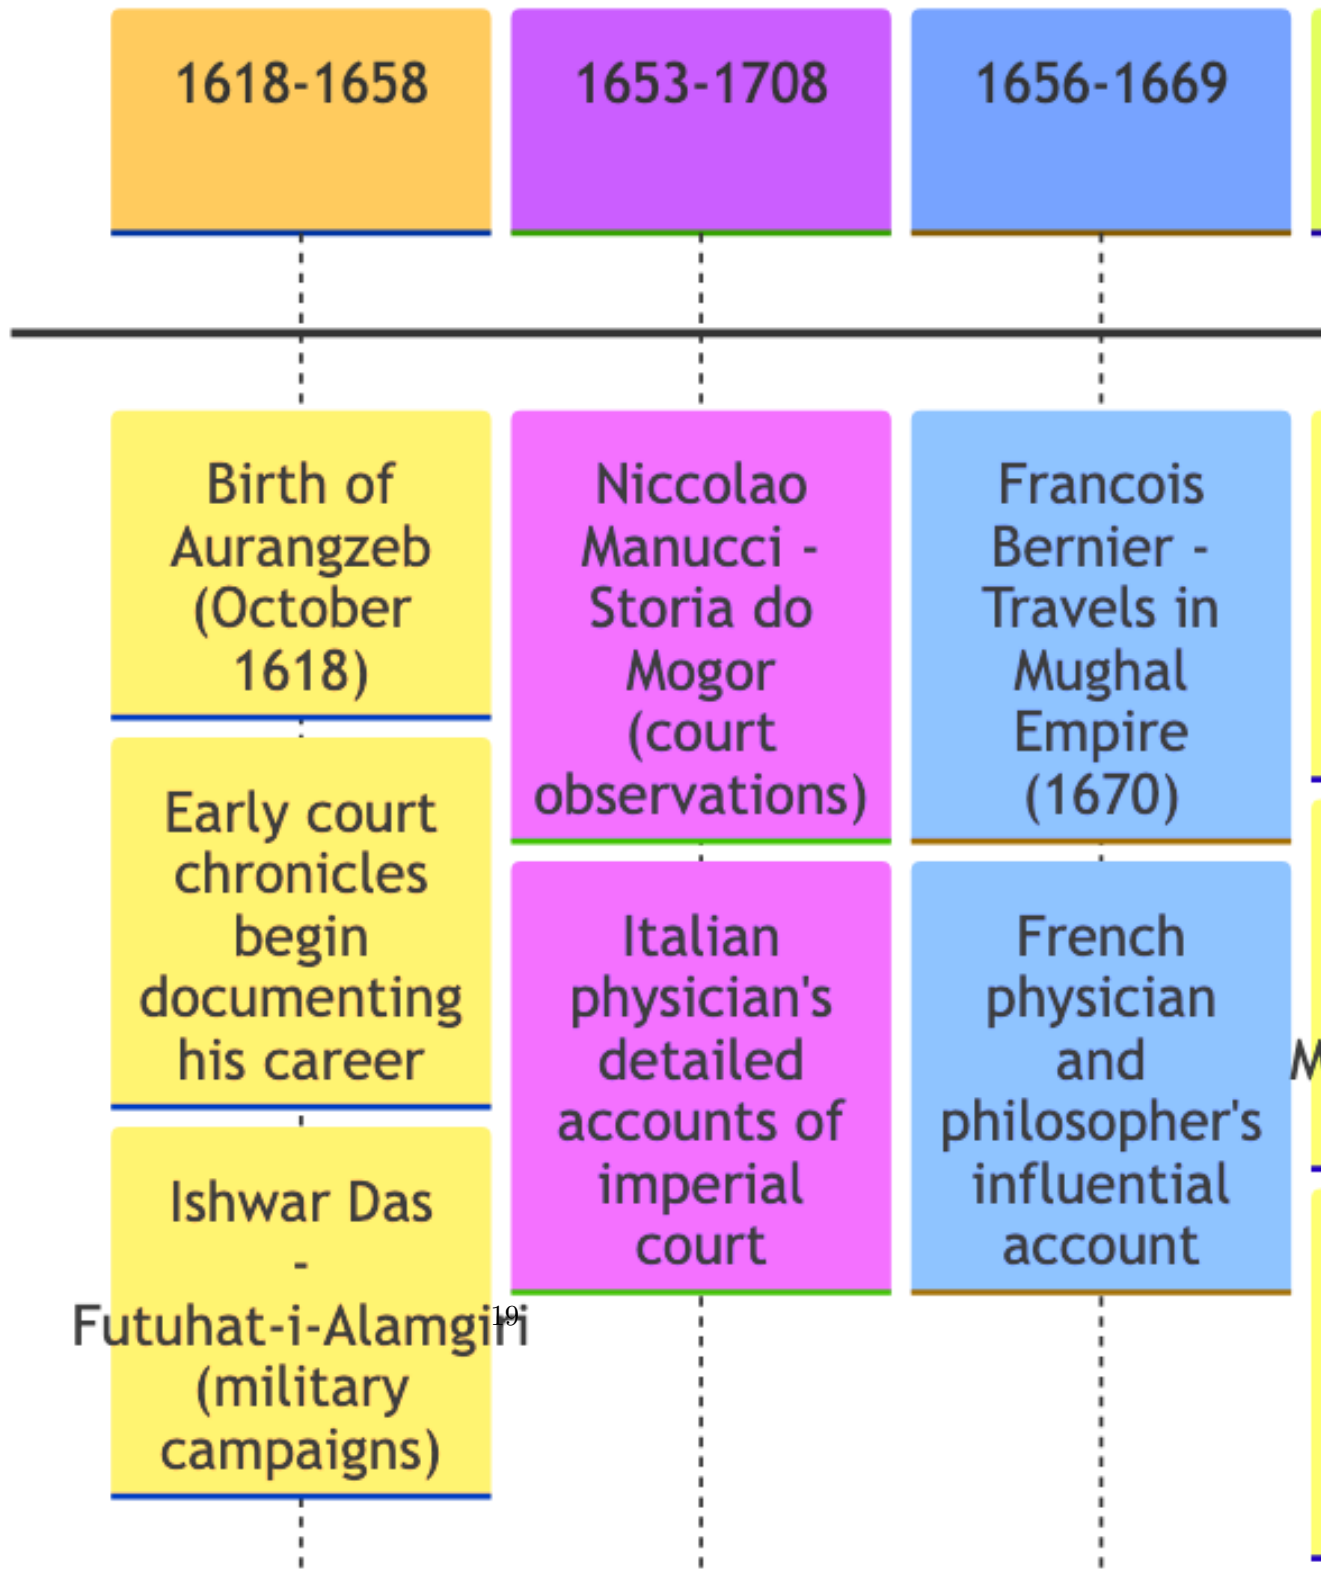 1618-1658
1653-1708
1656-1669
Birth of
Aurangzeb
(October
1618)
Early court
chronicles
begin
documenting
his career
Ishwar Das
-
Futuhat-i-Alamgiri
(military
campaigns)
Niccolao
Manucci -
Storia do
Mogor
(court
observations)
Italian
physician's
detailed
accounts of
imperial
court
Francois
Bernier -
Travels in
Mughal
Empire
(1670)
French
physician
and
philosopher's
influential
account
19